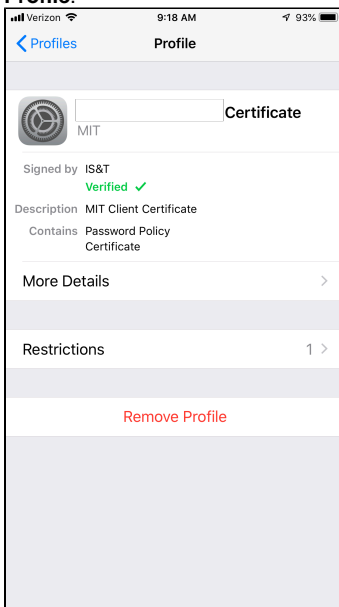 Profile.
Verizon 9:18 AM 93%
Profiles Profile
Certificate
MIT
Signed by IS&T
Verified ✓
Description MIT Client Certificate
Contains Password Policy
Certificate
More Details
Restrictions 1
Remove Profile